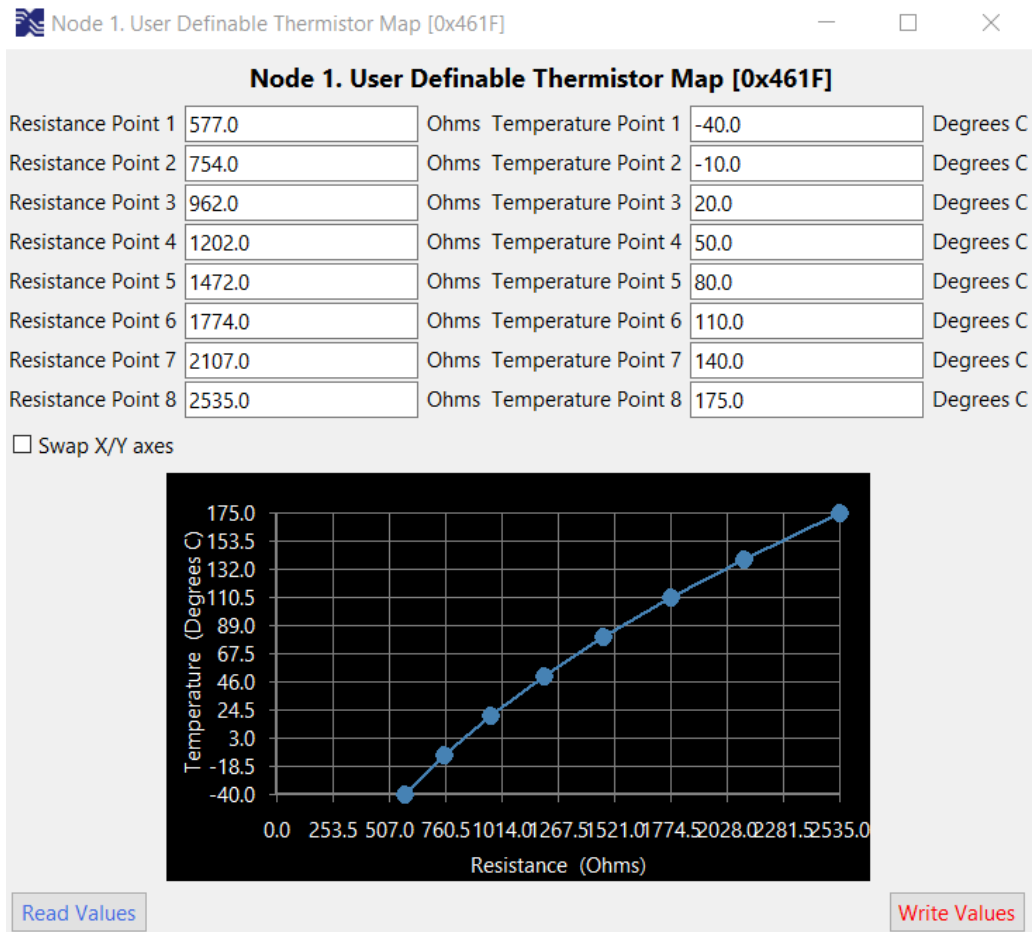 Node 1. User Definable Thermistor Map [0x461F]
Node 1. User Definable Thermistor Map [0x461F]
Resistance Point 1 577.0 Ohms Temperature Point 1 -40.0 Degrees C
Resistance Point 2 754.0 Ohms Temperature Point 2 -10.0 Degrees C
Resistance Point 3 962.0 Ohms Temperature Point 3 20.0 Degrees C
Resistance Point 4 1202.0 Ohms Temperature Point 4 50.0 Degrees C
Resistance Point 5 1472.0 Ohms Temperature Point 5 80.0 Degrees C
Resistance Point 6 1774.0 Ohms Temperature Point 6 110.0 Degrees C
Resistance Point 7 2107.0 Ohms Temperature Point 7 140.0 Degrees C
Resistance Point 8 2535.0 Ohms Temperature Point 8 175.0 Degrees C
Swap X/Y axes
Temperature (Degrees C)
175.0
153.5
132.0
110.5
89.0
67.5
46.0
24.5
3.0
-18.5
-40.0
0.0 253.5 507.0 760.5 1014.0 1267.5 1521.0 1774.5 2028.0 2281.5 2535.0
Resistance (Ohms)
Read Values Write Values